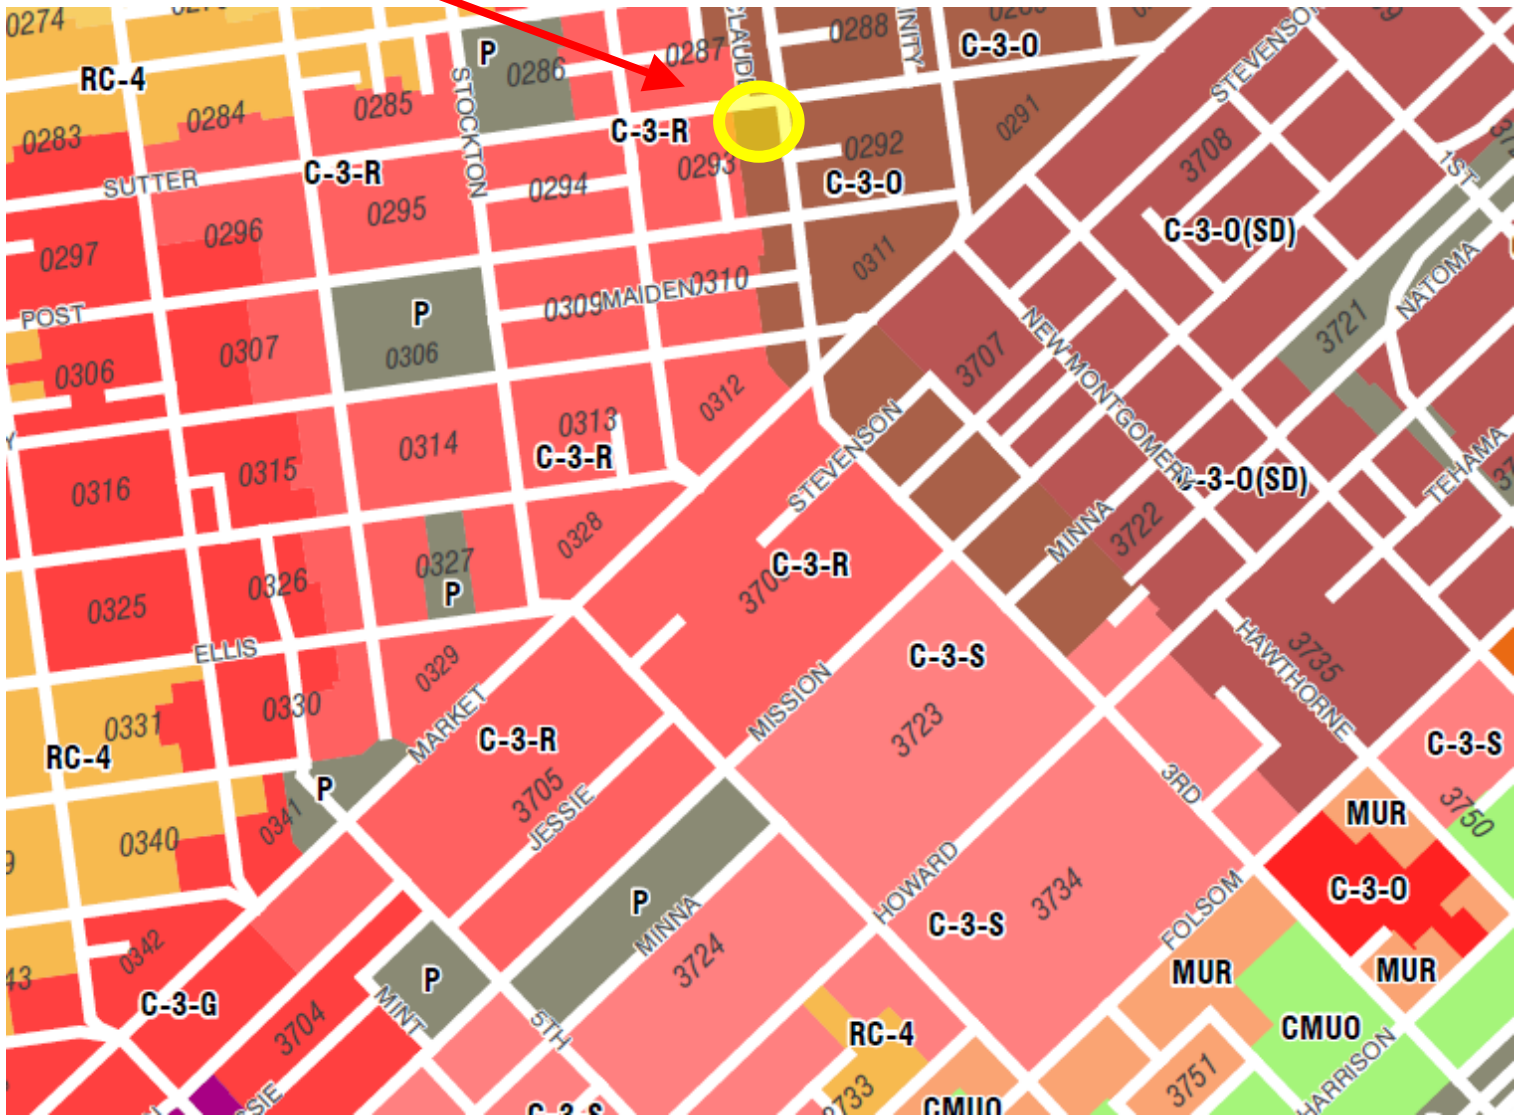 0274
RC-4
0283
0284
0285
P
0286
STOCKTON
0287
C-3-R
0288
C-3-O
0291
STEVENSON
3708
1ST
SUTTER
C-3-R
0293
0292
C-3-O
0294
0295
0296
0297
C-3-O(SD)
NATOMA
3721
0311
0310
MAIDEN
0309
POST
P
0306
0307
0306
3707
NEW MONTGOMERY
0312
0313
C-3-R
0314
0315
0316
STEVENSON
C-3-O(SD)
TEHAMA
MINNA
3722
0328
0327
P
0326
0325
C-3-R
ELLIS
0329
0330
0331
RC-4
MARKET
C-3-R
MISSION
C-3-S
3723
HAWTHORNE
3735
C-3-S
3750
3RD
MUR
C-3-O
MUR
P
0341
0340
3705
JESSIE
P
MINNA
3724
HOWARD
C-3-S
3734
FOLSOM
MUR
CMUO
HARRISON
0342
C-3-G
P
MINT
3704
5TH
RC-4
3751
CMUO
C-3-S